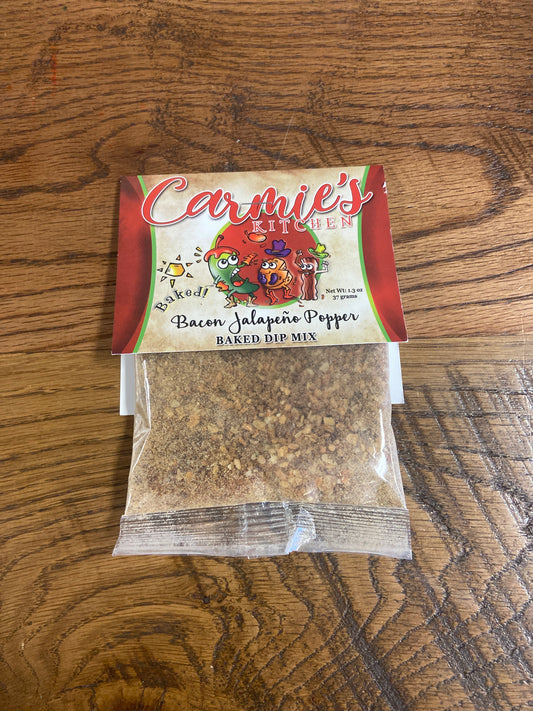 Carmie's
KITCHEN
Baked!
Net Wt: 1.3 oz
37 grams
Bacon Jalapeño Popper
BAKED DIP MIX